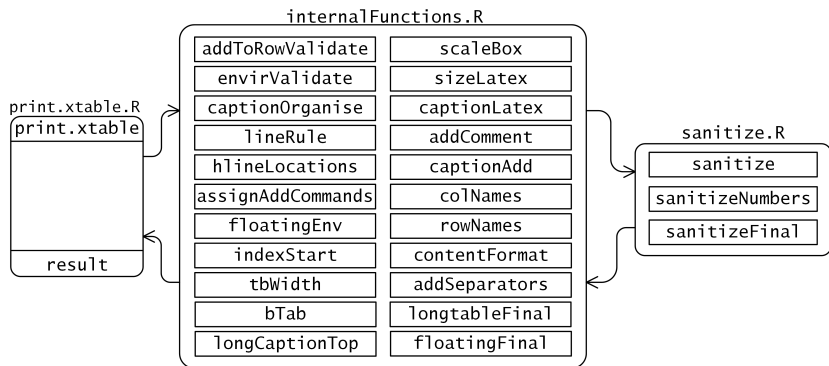 internalFunctions.R
addToRowValidate
scaleBox
envirValidate
sizeLatex
captionOrganise
captionLatex
lineRule
addComment
hlineLocations
captionAdd
assignAddCommands
colNames
floatingEnv
rowNames
indexStart
contentFormat
tbWidth
addSeparators
bTab
longtableFinal
longCaptionTop
floatingFinal
print.xtable.R
print.xtable
result
sanitize.R
sanitize
sanitizeNumbers
sanitizeFinal